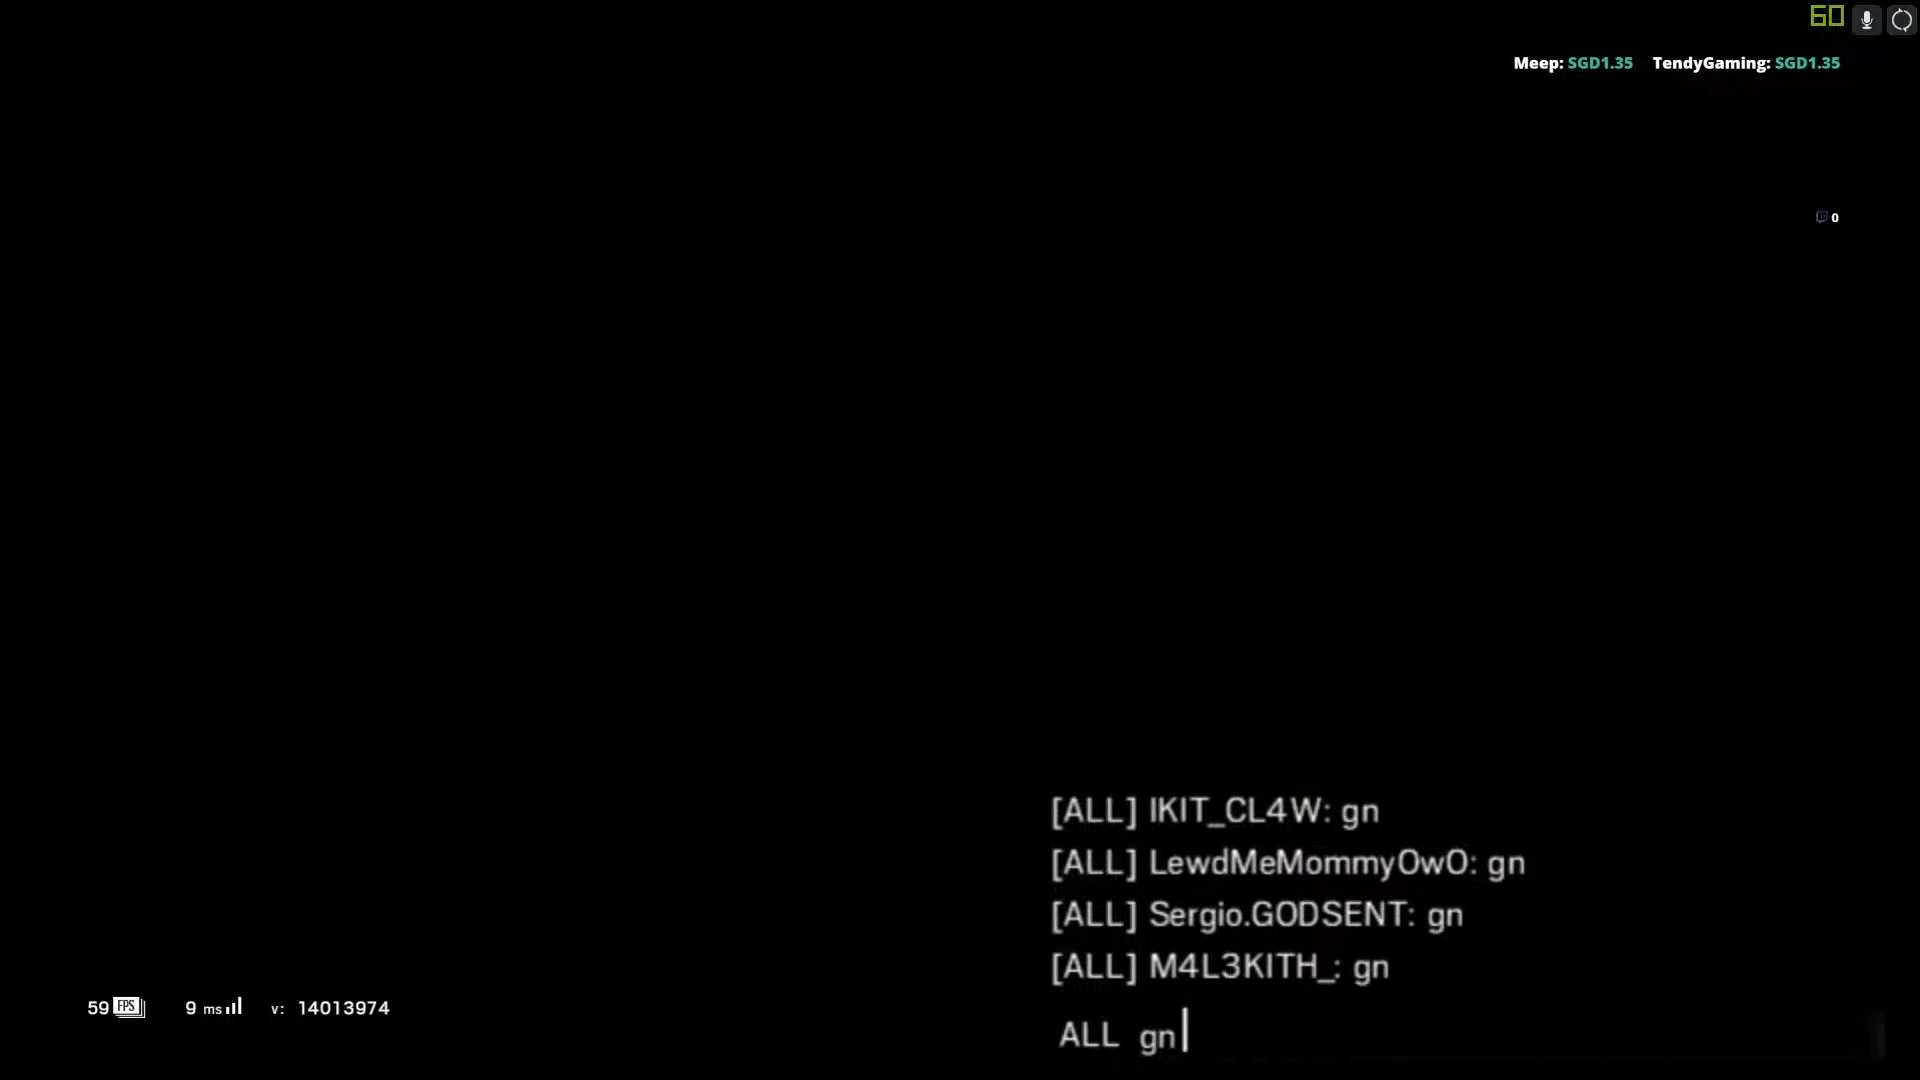 60
Meep: SGD1.35 TendyGaming: SGD1.35
0
[ALL] IKIT_CL4W: gn
[ALL] LewdMeMommyOwO: gn
[ALL] Sergio.GODSENT: gn
[ALL] M4L3KITH_: gn
59 FPS 9 ms v: 14013974
ALL gn